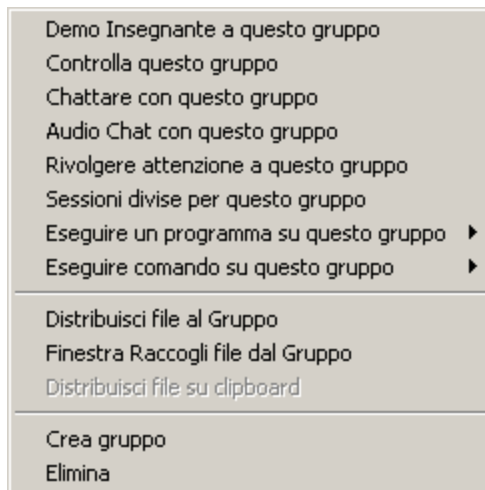 Demo Insegnante a questo gruppo
Controlla questo gruppo
Chattare con questo gruppo
Audio Chat con questo gruppo
Rivolgere attenzione a questo gruppo
Sessioni divise per questo gruppo
Eseguire un programma su questo gruppo
Eseguire comando su questo gruppo
Distribuisci file al Gruppo
Finestra Raccogli file dal Gruppo
Distribuisci file su clipboard
Crea gruppo
Elimina